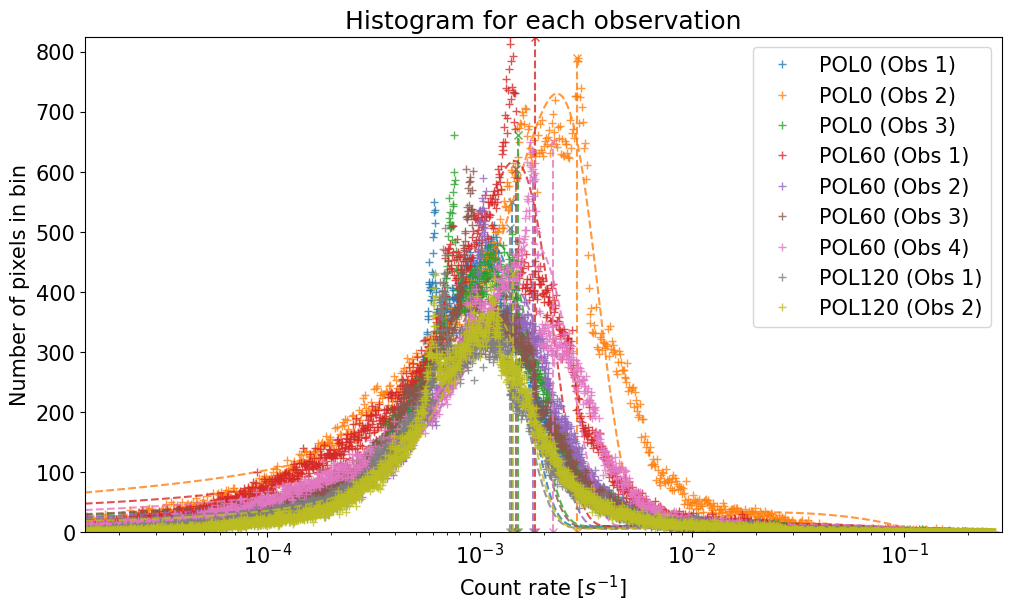 Histogram for each observation
Number of pixels in bin
800
700
600
500
400
300
200
100
0
POL0 (Obs 1)
POL0 (Obs 2)
POL0 (Obs 3)
POL60 (Obs 1)
POL60 (Obs 2)
POL60 (Obs 3)
POL60 (Obs 4)
POL120 (Obs 1)
POL120 (Obs 2)
10⁻⁴ 10⁻³ 10⁻² 10⁻¹
Count rate [s⁻¹]